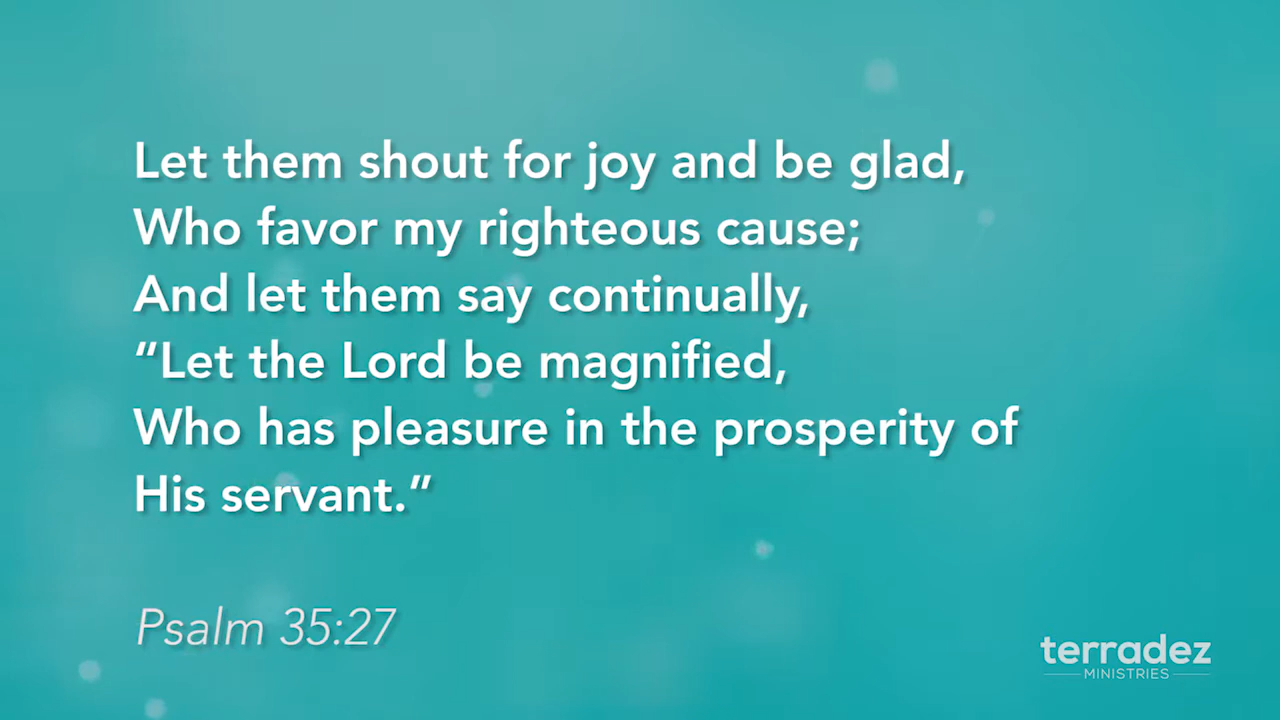 Let them shout for joy and be glad,
Who favor my righteous cause;
And let them say continually,
“Let the Lord be magnified,
Who has pleasure in the prosperity of
His servant.”
Psalm 35:27
terradez
MINISTRIES